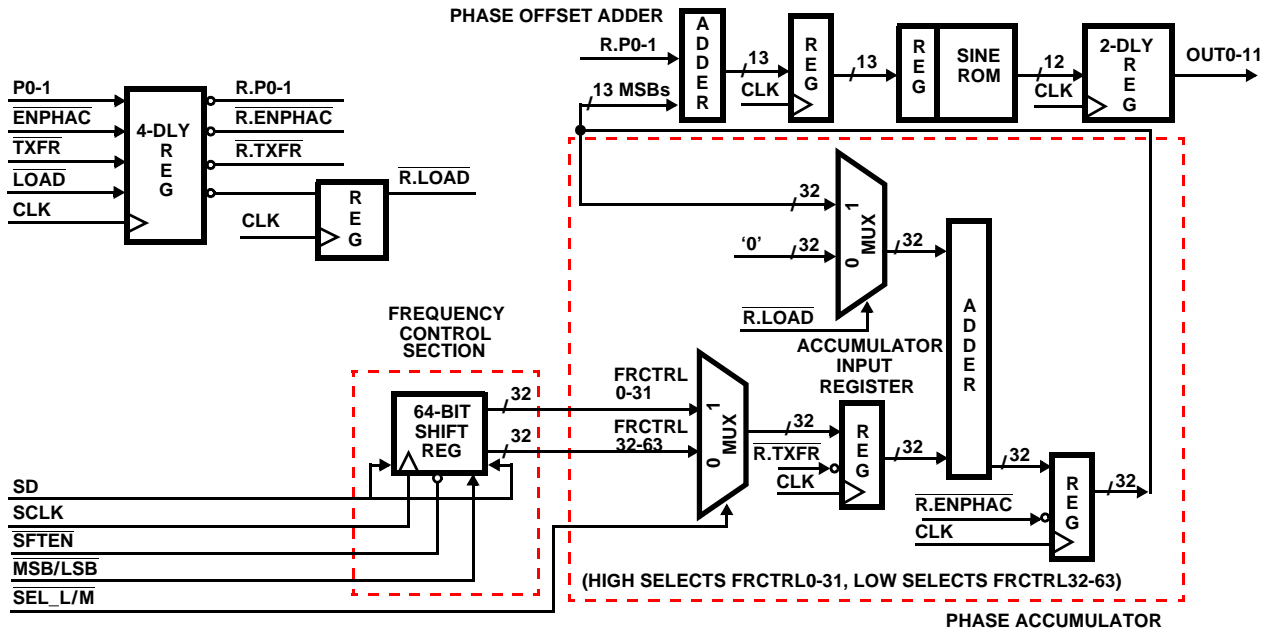 PHASE OFFSET ADDER
R.P0-1
13 MSBs
ADDER
13
CLK
REG
13
REG
SINE
ROM
12
CLK
2-DLY
REG
OUT0-11
P0-1
ENPHAC
TXFR
LOAD
CLK
4-DLY
REG
R.P0-1
R.ENPHAC
R.TXFR
CLK
REG
R.LOAD
32
'0'
32
1
0
MUX
32
R.LOAD
ADDER
FREQUENCY
CONTROL
SECTION
64-BIT
SHIFT
REG
32
32
FRCTRL
0-31
FRCTRL
32-63
1
0
MUX
32
ACCUMULATOR
INPUT
REGISTER
R.TXFR
CLK
REG
32
32
R.ENPHAC
CLK
REG
32
SD
SCLK
SFTEN
MSB/LSB
SEL_L/M
(HIGH SELECTS FRCTRL0-31, LOW SELECTS FRCTRL32-63)
PHASE ACCUMULATOR